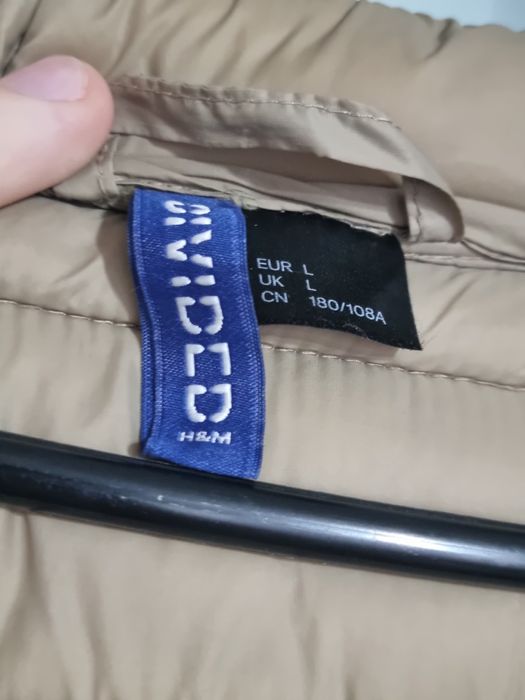 DIVIDED
H&M
EUR L
UK L
CN 180/108A